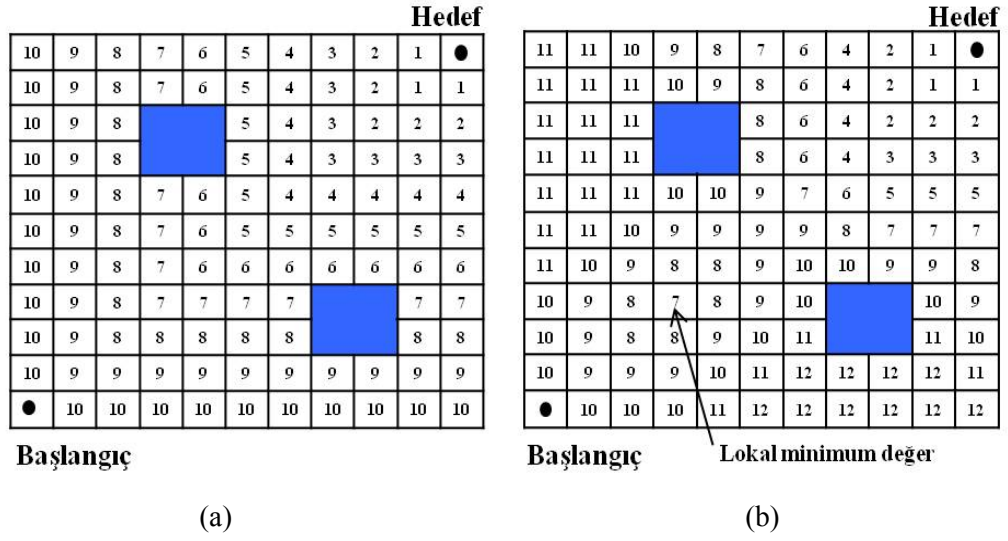 Hedef
10 9 8 7 6 5 4 3 2 1
10 9 8 7 6 5 4 3 2 1 1
10 9 8 5 4 3 2 2 2
10 9 8 5 4 3 3 3 3
10 9 8 7 6 5 4 4 4 4 4
10 9 8 7 6 5 5 5 5 5 5
10 9 8 7 6 6 6 6 6 6 6
10 9 8 7 7 7 7 7 7
10 9 8 8 8 8 8 8 8
10 9 9 9 9 9 9 9 9 9 9
10 10 10 10 10 10 10 10 10 10
Başlangıç
(a)
Hedef
11 11 10 9 8 7 6 4 2 1
11 11 11 10 9 8 6 4 2 1 1
11 11 11 8 6 4 2 2 2
11 11 11 8 6 4 3 3 3
11 11 11 10 10 9 7 6 5 5 5
11 11 10 9 9 9 9 8 7 7 7
11 10 9 8 8 9 10 10 9 9 8
10 9 8 7 8 9 10 10 9
10 9 8 8 9 10 11 11 10
10 9 9 9 10 11 12 12 12 12 11
10 10 10 11 12 12 12 12 12 12
Başlangıç
Lokal minimum değer
(b)